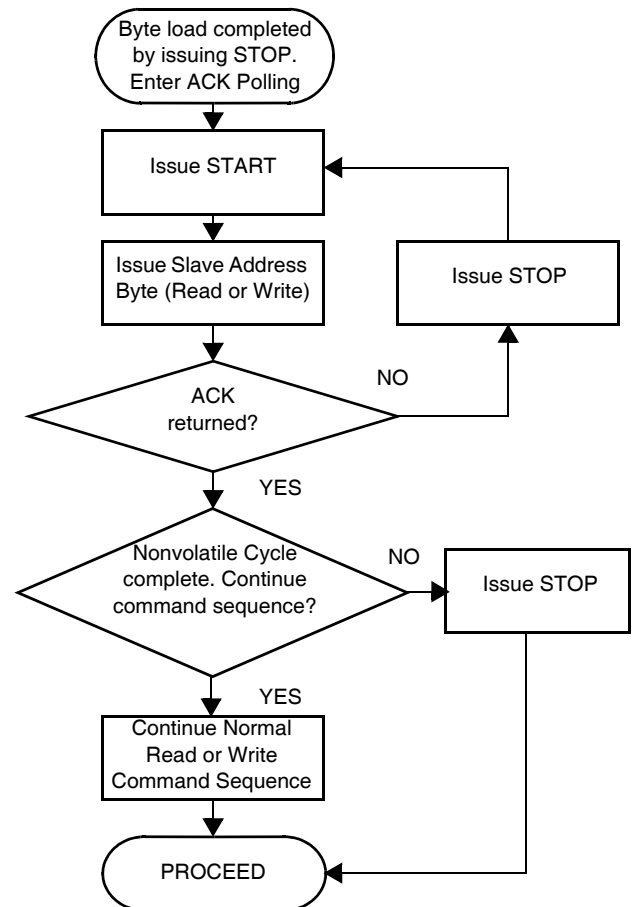 Byte load completed
by issuing STOP.
Enter ACK Polling
Issue START
Issue Slave Address
Byte (Read or Write)
Issue STOP
ACK
returned?
NO
YES
Nonvolatile Cycle
complete. Continue
command sequence?
NO
Issue STOP
YES
Continue Normal
Read or Write
Command Sequence
PROCEED